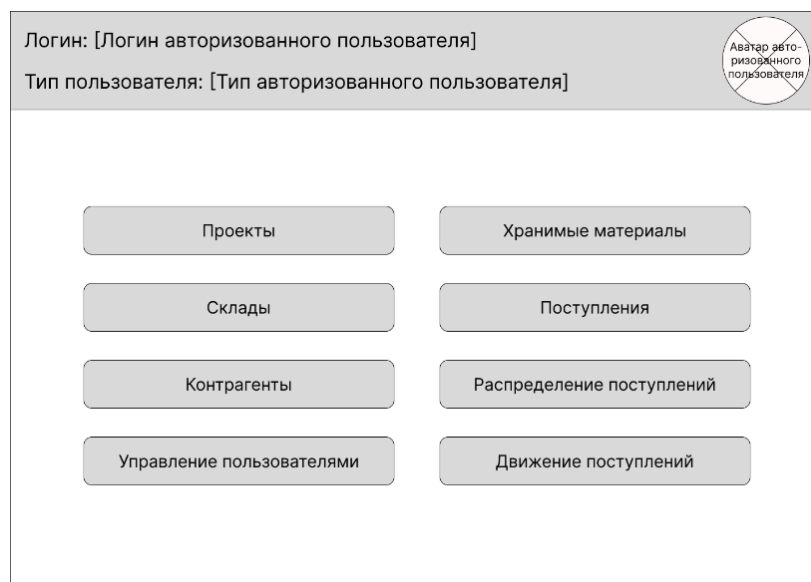 Логин: [Логин авторизованного пользователя]
Тип пользователя: [Тип авторизованного пользователя]
Аватар авто-
ризованного
пользователя
Проекты
Хранимые материалы
Склады
Поступления
Контрагенты
Распределение поступлений
Управление пользователями
Движение поступлений